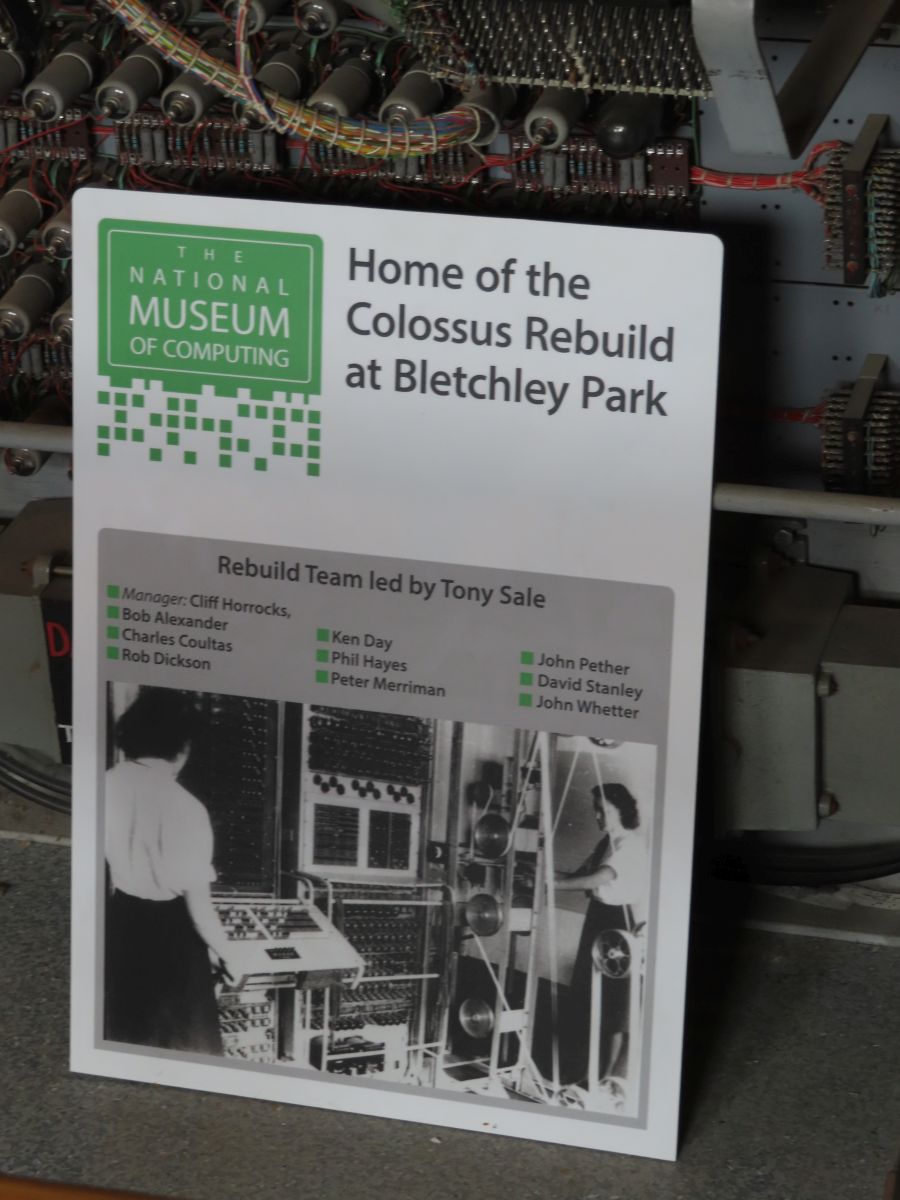 THE
NATIONAL
MUSEUM
OF COMPUTING
Home of the
Colossus Rebuild
at Bletchley Park
Rebuild Team led by Tony Sale
Manager: Cliff Horrocks,
Bob Alexander
Charles Coultas
Rob Dickson
Ken Day
Phil Hayes
Peter Merriman
John Pether
David Stanley
John Whetter